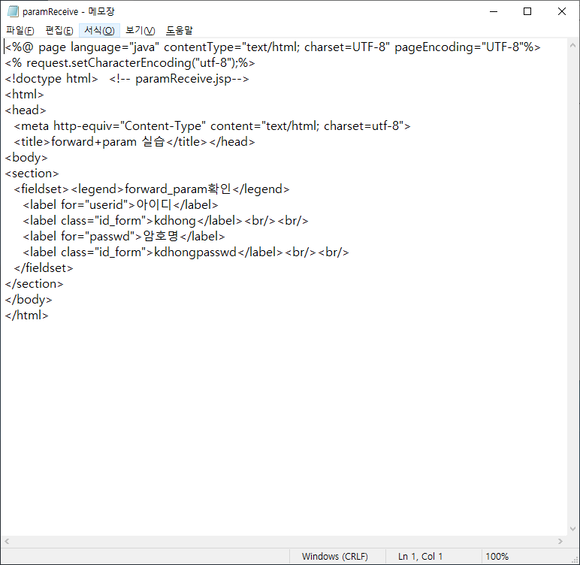 paramReceive - 메모장
파일(F) 편집(E) 서식(O) 보기(V) 도움말
<%@ page language="java" contentType="text/html; charset=UTF-8" pageEncoding="UTF-8"%>
<% request.setCharacterEncoding("utf-8");%>
<!doctype html>   <!-- paramReceive.jsp-->
<html>
<head>
  <meta http-equiv="Content-Type" content="text/html; charset=utf-8">
  <title>forward+param 실습</title></head>
<body>
<section>
  <fieldset><legend>forward_param확인</legend>
    <label for="userid">아이디</label>
    <label class="id_form">kdhong</label><br/><br/>
    <label for="passwd">암호명</label>
    <label class="id_form">kdhongpasswd</label><br/><br/>
  </fieldset>
</section>
</body>
</html>
Windows (CRLF) Ln 1, Col 1 100%